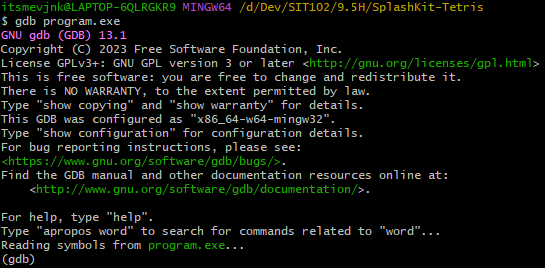 itsmevjnk@LAPTOP-6QLRGKR9 MINGW64 /d/Dev/SIT102/9.5H/SplashKit-Tetris
$ gdb program.exe
GNU gdb (GDB) 13.1
Copyright (C) 2023 Free Software Foundation, Inc.
License GPLv3+: GNU GPL version 3 or later <http://gnu.org/licenses/gpl.html>
This is free software: you are free to change and redistribute it.
There is NO WARRANTY, to the extent permitted by law.
Type "show copying" and "show warranty" for details.
This GDB was configured as "x86_64-w64-mingw32".
Type "show configuration" for configuration details.
For bug reporting instructions, please see:
<https://www.gnu.org/software/gdb/bugs/>.
Find the GDB manual and other documentation resources online at:
    <http://www.gnu.org/software/gdb/documentation/>.

For help, type "help".
Type "apropos word" to search for commands related to "word"...
Reading symbols from program.exe...
(gdb)